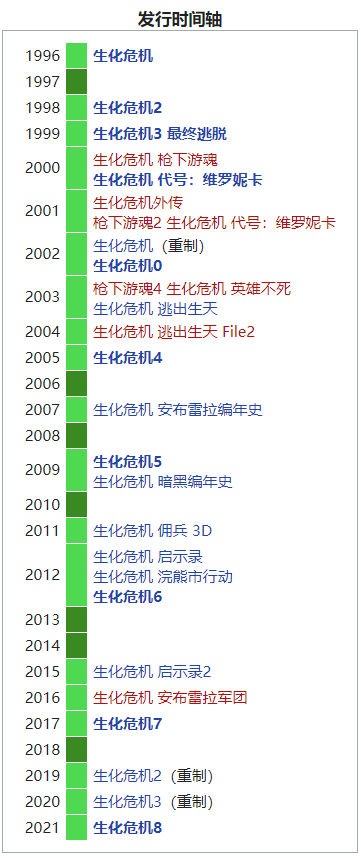 发行时间轴
1996 生化危机
1997
1998 生化危机2
1999 生化危机3 最终逃脱
2000 生化危机 枪下游魂
生化危机 代号：维罗妮卡
2001 生化危机外传
枪下游魂2 生化危机 代号：维罗妮卡
2002 生化危机（重制）
生化危机0
2003 枪下游魂4 生化危机 英雄不死
生化危机 逃出生天
2004 生化危机 逃出生天 File2
2005 生化危机4
2006
2007 生化危机 安布雷拉编年史
2008
2009 生化危机5
生化危机 暗黑编年史
2010
2011 生化危机 佣兵 3D
2012 生化危机 启示录
生化危机 浣熊市行动
生化危机6
2013
2014
2015 生化危机 启示录2
2016 生化危机 安布雷拉军团
2017 生化危机7
2018
2019 生化危机2（重制）
2020 生化危机3（重制）
2021 生化危机8